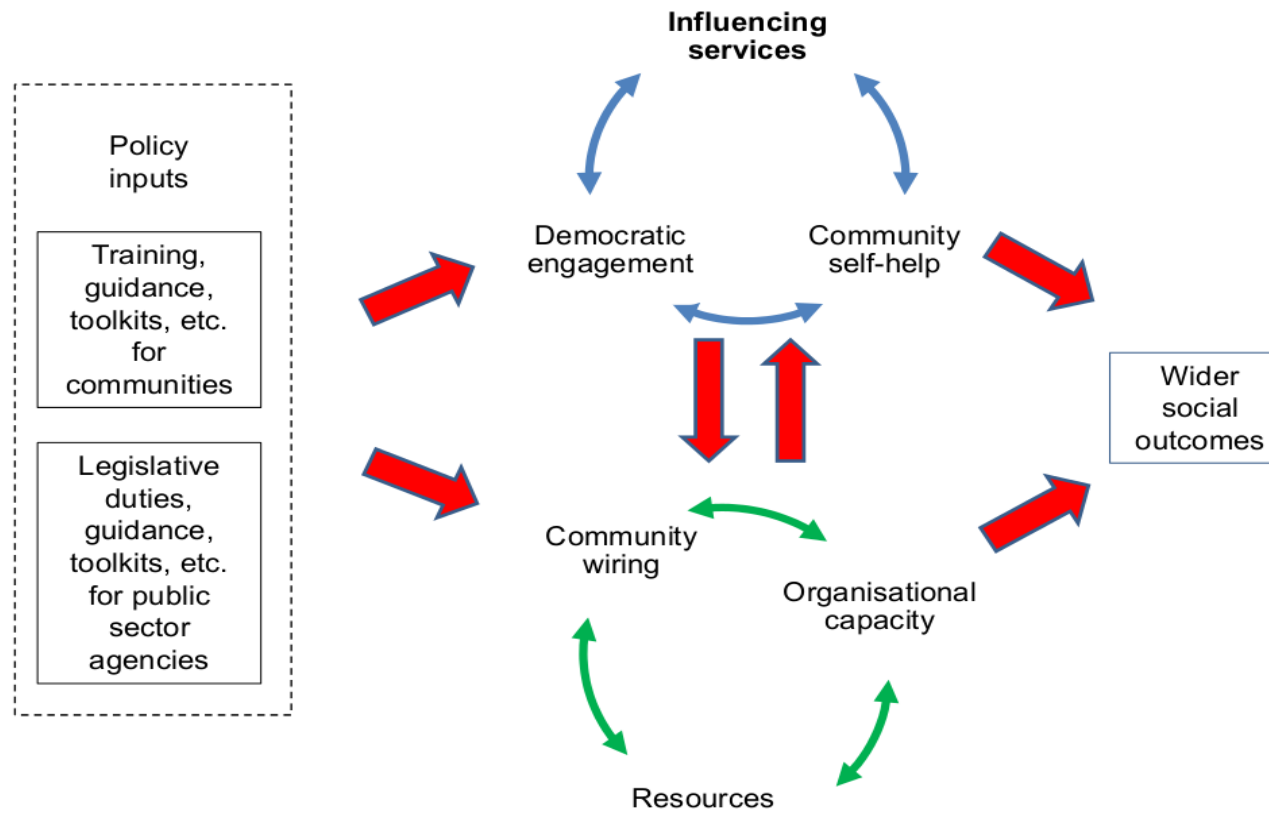 Influencing
services
Policy
inputs
Training,
guidance,
toolkits, etc.
for
communities
Legislative
duties,
guidance,
toolkits, etc.
for public
sector
agencies
Democratic
engagement
Community
self-help
Community
wiring
Organisational
capacity
Resources
Wider
social
outcomes